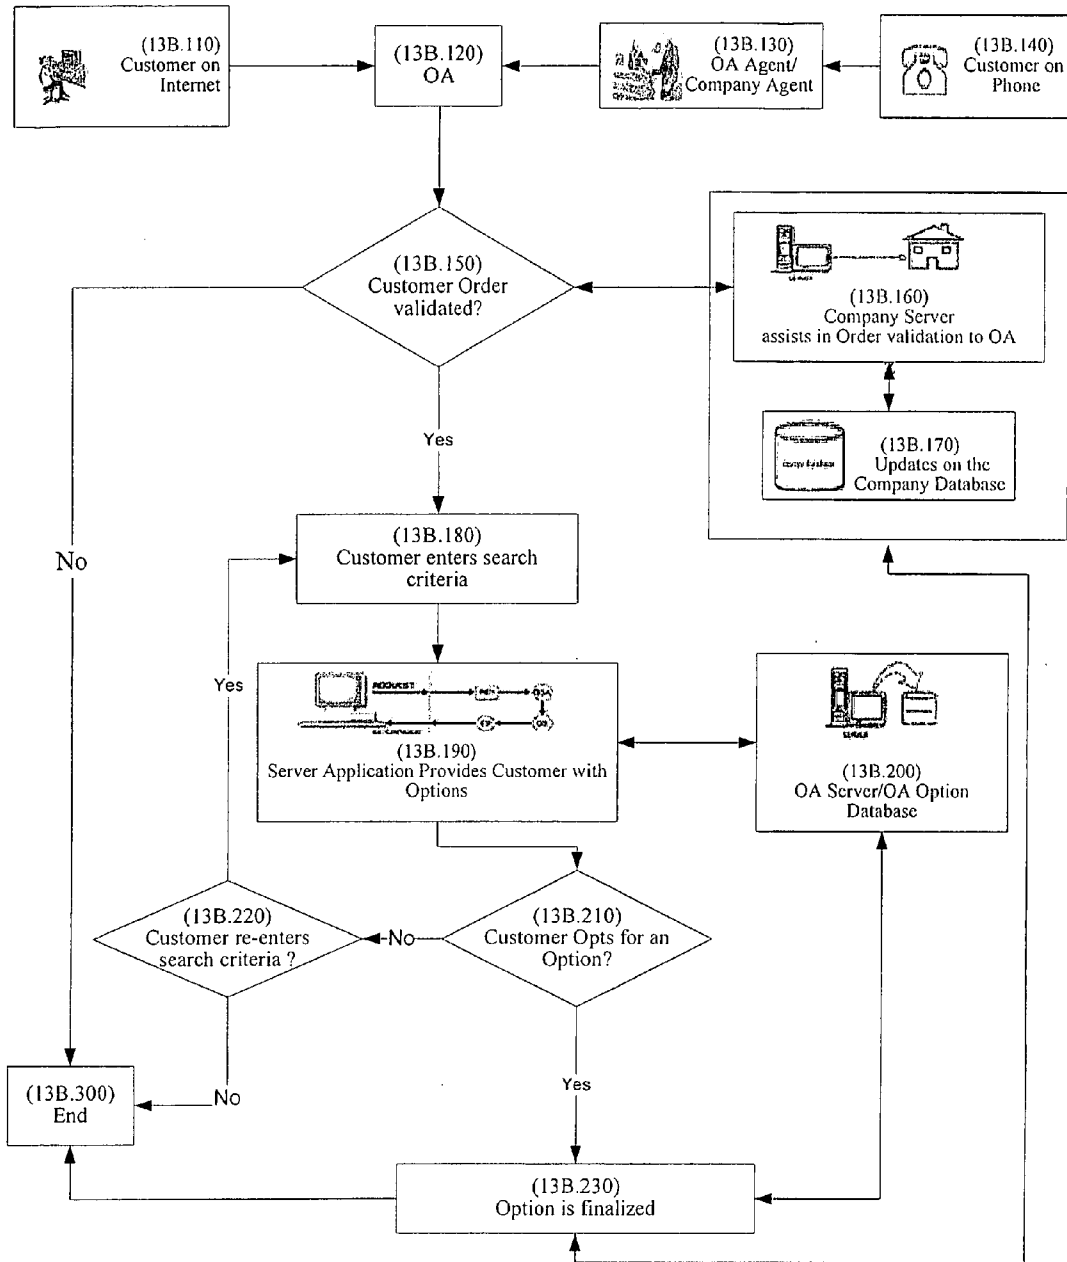 (13B.110)
Customer on
Internet
(13B.120)
OA
(13B.130)
OA Agent/
Company Agent
(13B.140)
Customer on
Phone
(13B.150)
Customer Order
validated?
(13B.160)
Company Server
assists in Order validation to OA
(13B.170)
Updates on the
Company Database
Yes
No
(13B.180)
Customer enters search
criteria
Yes
REQUEST
(13B.190)
Server Application Provides Customer with
Options
(13B.200)
OA Server/OA Option
Database
(13B.220)
Customer re-enters
search criteria ?
No
(13B.210)
Customer Opts for an
Option?
No
Yes
(13B.300)
End
(13B.230)
Option is finalized